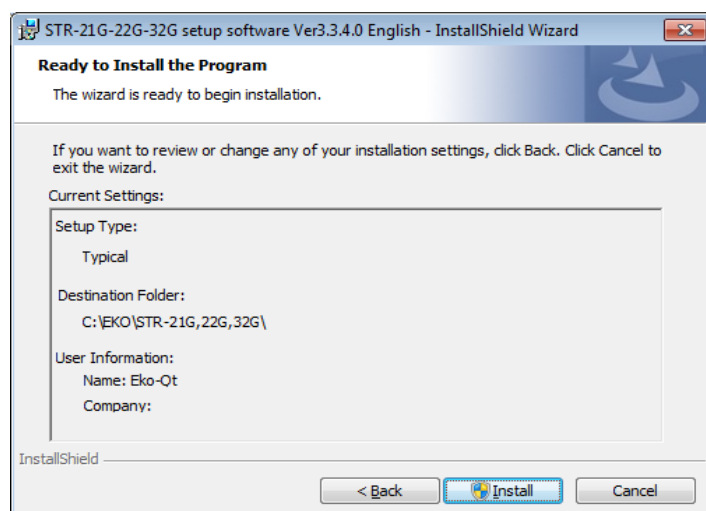 STR-21G-22G-32G setup software Ver3.3.4.0 English - InstallShield Wizard
Ready to Install the Program
The wizard is ready to begin installation.
If you want to review or change any of your installation settings, click Back. Click Cancel to
exit the wizard.
Current Settings:
Setup Type:
Typical
Destination Folder:
C:\EKO\STR-21G,22G,32G\
User Information:
Name: Eko-Qt
Company:
InstallShield
< Back
Install
Cancel